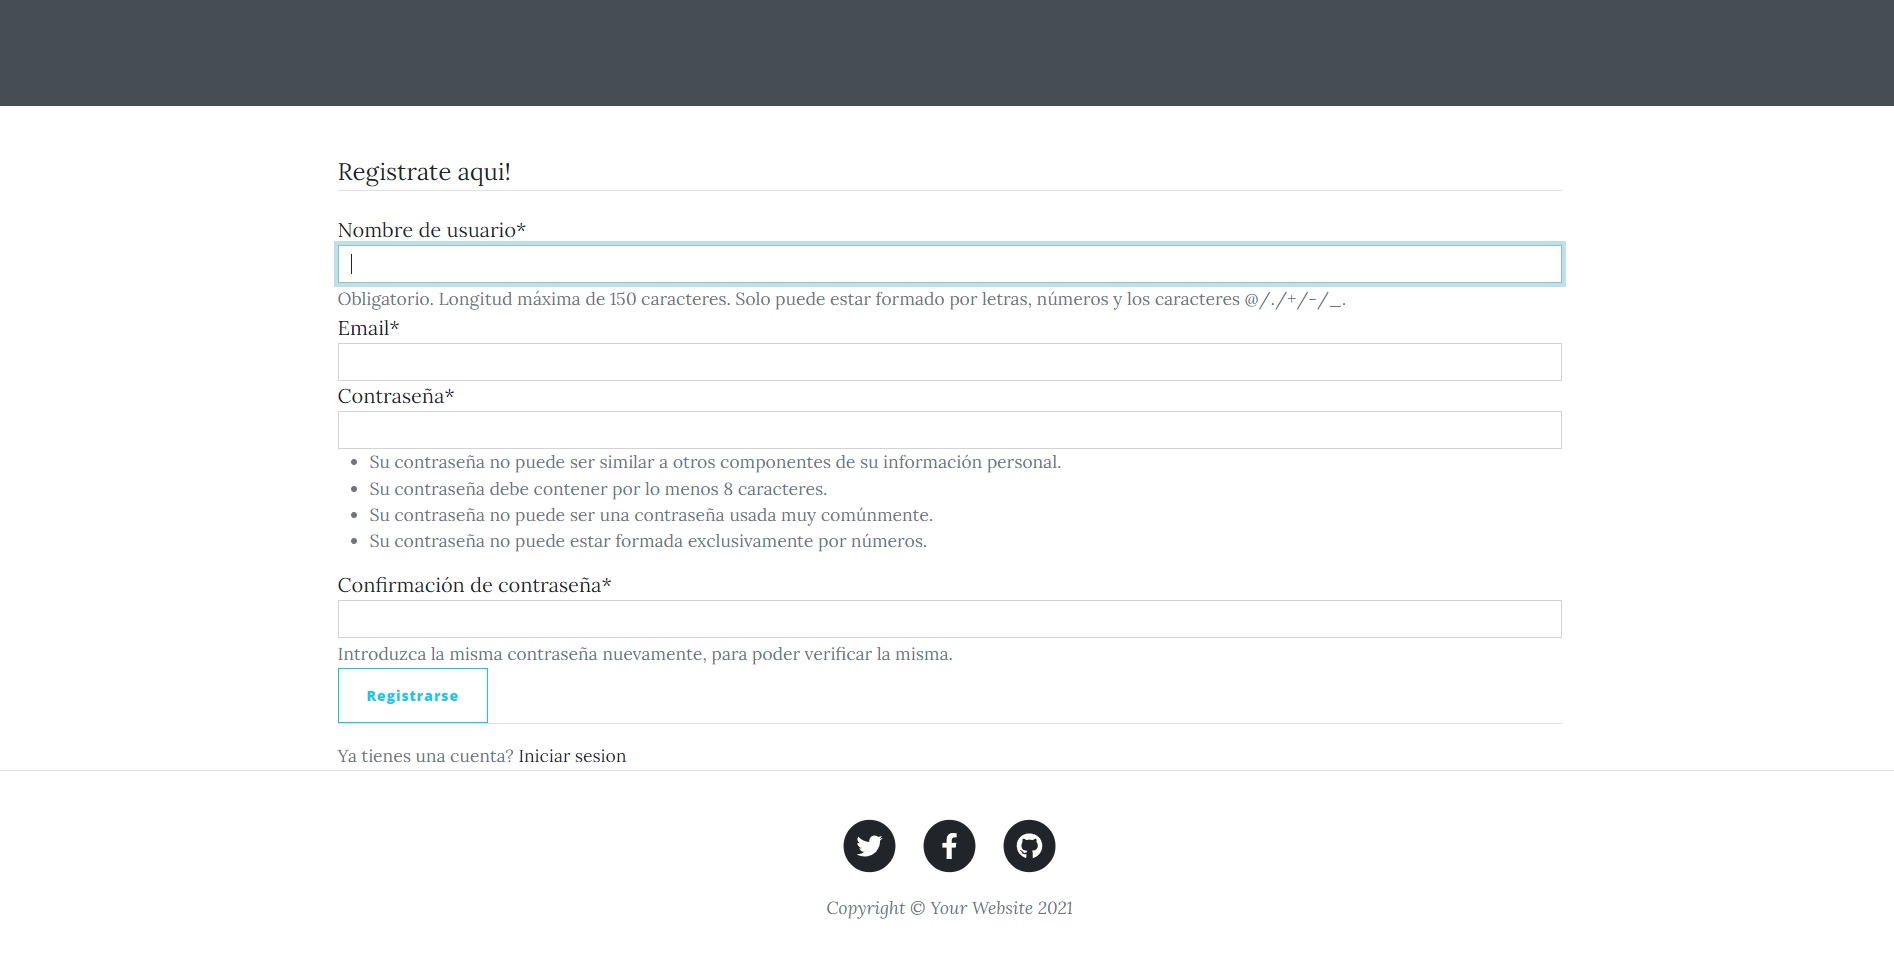 Registrate aqui!
Nombre de usuario*
Obligatorio. Longitud máxima de 150 caracteres. Solo puede estar formado por letras, números y los caracteres @/./+/-/_.
Email*
Contraseña*
• Su contraseña no puede ser similar a otros componentes de su información personal.
• Su contraseña debe contener por lo menos 8 caracteres.
• Su contraseña no puede ser una contraseña usada muy comúnmente.
• Su contraseña no puede estar formada exclusivamente por números.
Confirmación de contraseña*
Introduzca la misma contraseña nuevamente, para poder verificar la misma.
Registrarse
Ya tienes una cuenta? Iniciar sesion
Copyright © Your Website 2021